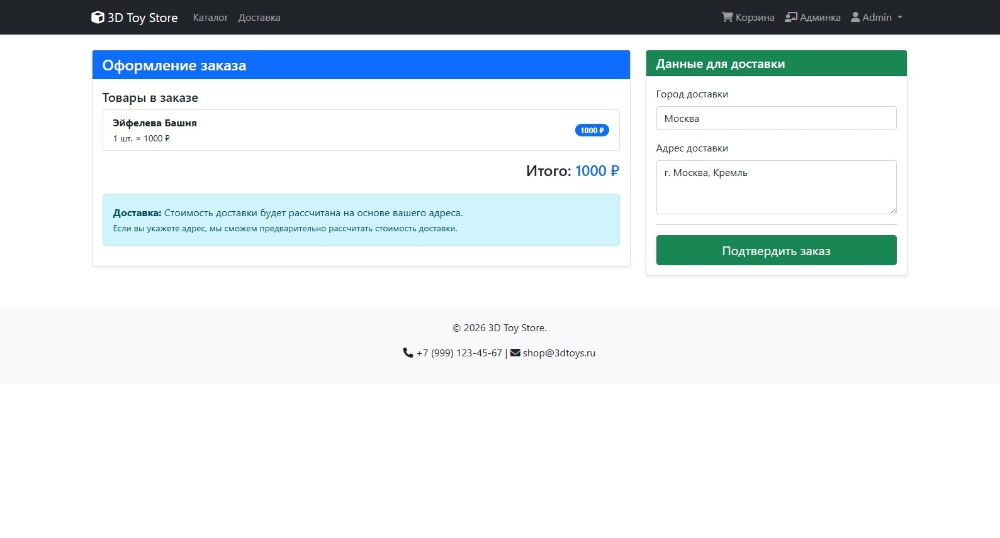 3D Toy Store Каталог Доставка Корзина Админка Admin
Оформление заказа
Товары в заказе
Эйфелева Башня
1 шт. × 1000 ₽
1000 ₽
Итого: 1000 ₽
Доставка: Стоимость доставки будет рассчитана на основе вашего адреса.
Если вы укажете адрес, мы сможем предварительно рассчитать стоимость доставки.
Данные для доставки
Город доставки
Москва
Адрес доставки
г. Москва, Кремль
Подтвердить заказ
© 2026 3D Toy Store.
+7 (999) 123-45-67 | shop@3dtoys.ru